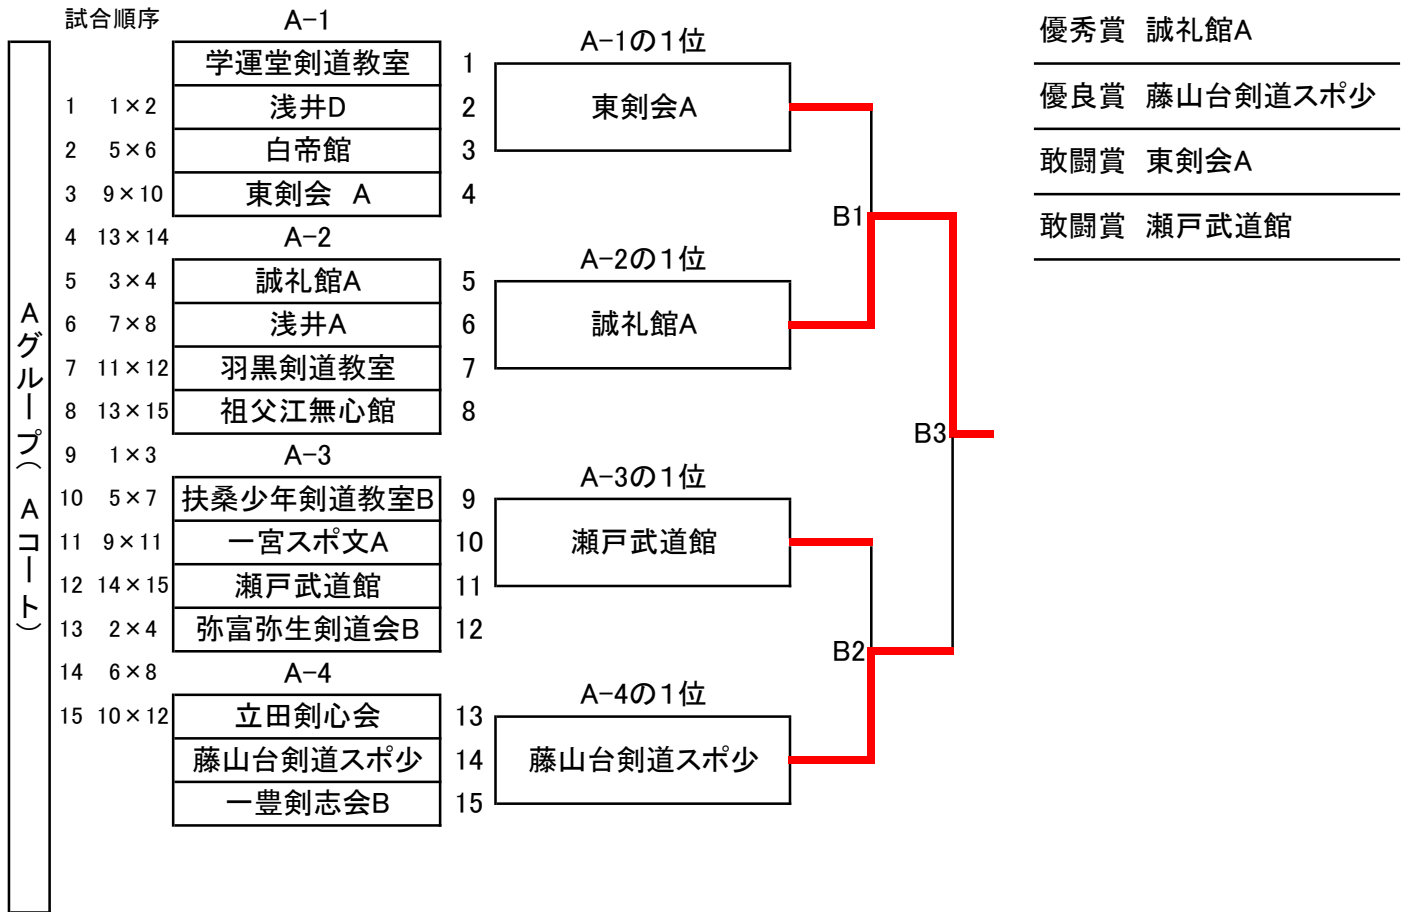 試合順序 A-1
学運堂剣道教室 1
1 1×2 浅井D 2
2 5×6 白帝館 3
3 9×10 東剣会 A 4
4 13×14 A-2
5 3×4 誠礼館A 5
6 7×8 浅井A 6
7 11×12 羽黒剣道教室 7
8 13×15 祖父江無心館 8
9 1×3 A-3
10 5×7 扶桑少年剣道教室B 9
11 9×11 一宮スポ文A 10
12 14×15 瀬戸武道館 11
13 2×4 弥富弥生剣道会B 12
14 6×8 A-4
15 10×12 立田剣心会 13
藤山台剣道スポ少 14
一豊剣志会B 15
Aグループ(Aコート)
A-1の1位
東剣会A
A-2の1位
誠礼館A
A-3の1位
瀬戸武道館
A-4の1位
藤山台剣道スポ少
B1
B2
B3
優秀賞 誠礼館A
優良賞 藤山台剣道スポ少
敢闘賞 東剣会A
敢闘賞 瀬戸武道館